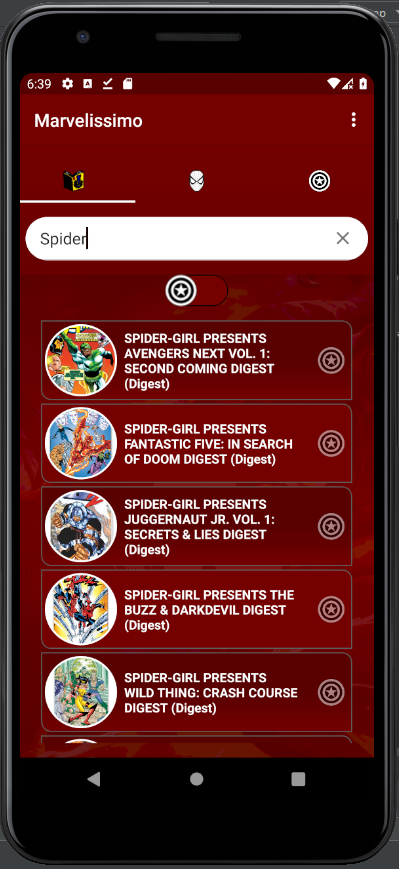 6:39
Marvelissimo
Spider
SPIDER-GIRL PRESENTS
AVENGERS NEXT VOL. 1:
SECOND COMING DIGEST
(Digest)
SPIDER-GIRL PRESENTS
FANTASTIC FIVE: IN SEARCH
OF DOOM DIGEST (Digest)
SPIDER-GIRL PRESENTS
JUGGERNAUT JR. VOL. 1:
SECRETS & LIES DIGEST
(Digest)
SPIDER-GIRL PRESENTS THE
BUZZ & DARKDEVIL DIGEST
(Digest)
SPIDER-GIRL PRESENTS
WILD THING: CRASH COURSE
DIGEST (Digest)